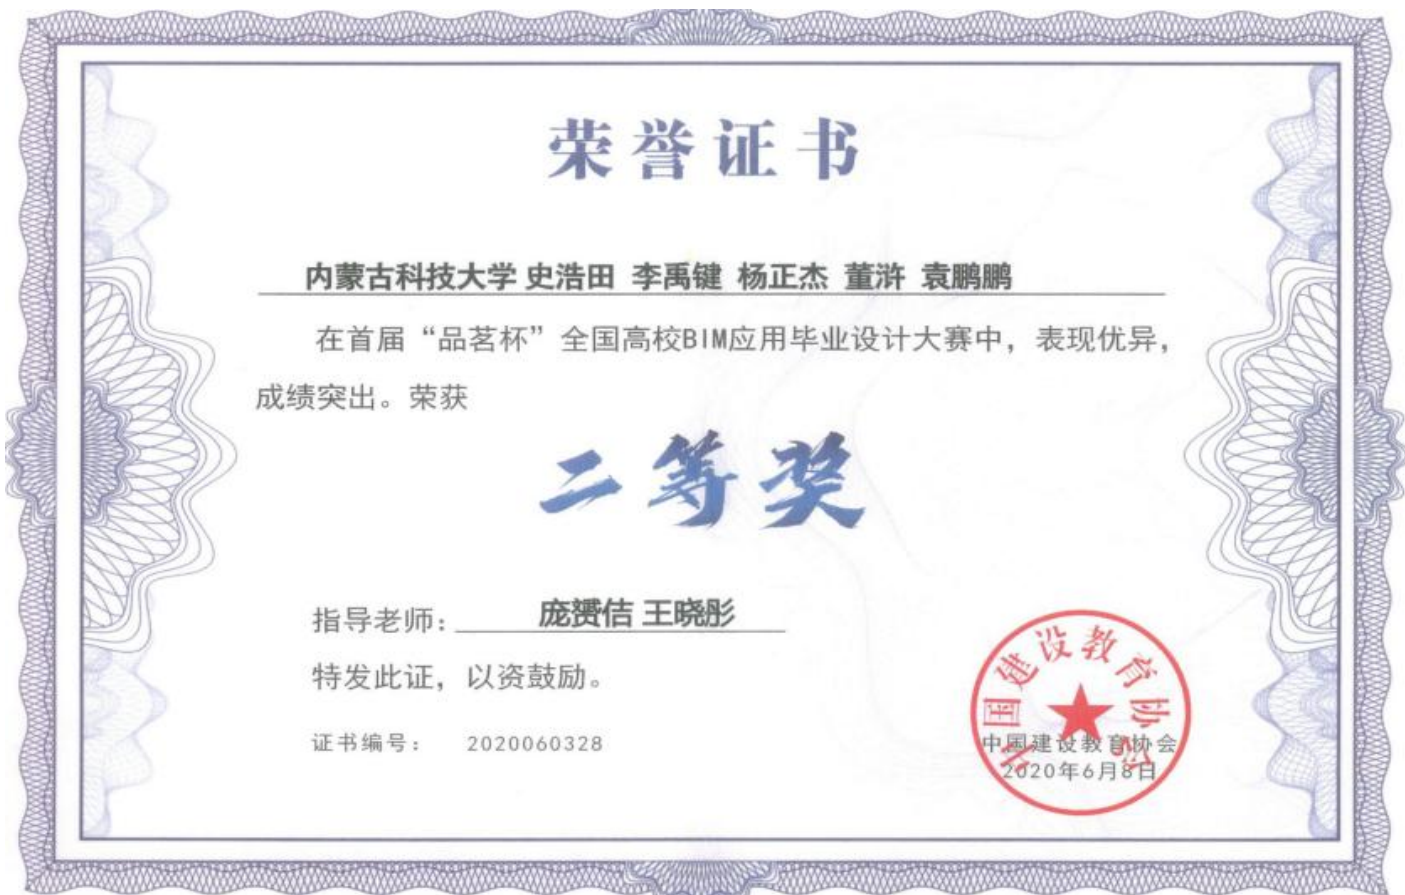 荣誉证书
内蒙古科技大学 史浩田 李禹键 杨正杰 董浒 袁鹏鹏
在首届“品茗杯”全国高校BIM应用毕业设计大赛中，表现优异，
成绩突出。荣获
二等奖
指导老师：庞赟佶 王晓彤
特发此证，以资鼓励。
证书编号： 2020060328
中国建设教育协会
中国建设教育协会
2020年6月8日